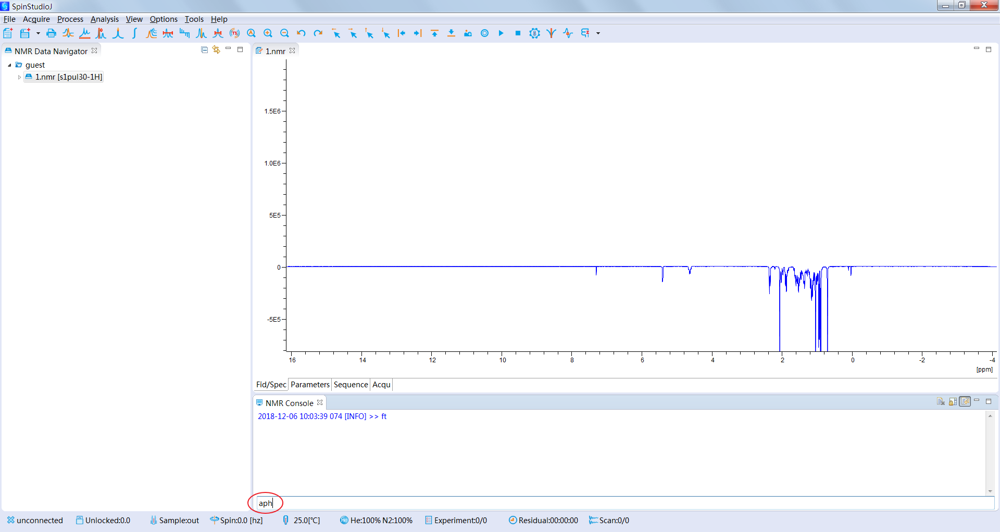 SpinStudioJ
File Acquire Process Analysis View Options Tools Help
NMR Data Navigator
guest
1.nmr [s1pul30-1H]
1.nmr
1.5E6
1.0E6
5E5
0
-5E5
16 14 12 10 8 6 4 2 0 -2 -4
[ppm]
Fid/Spec Parameters Sequence Acqu
NMR Console
2018-12-06 10:03:39 074 [INFO] >> ft
aph
unconnected Unlocked:0.0 Sample:out Spin:0.0 [hz] 25.0[℃] He:100% N2:100% Experiment:0/0 Residual:00:00:00 Scan:0/0